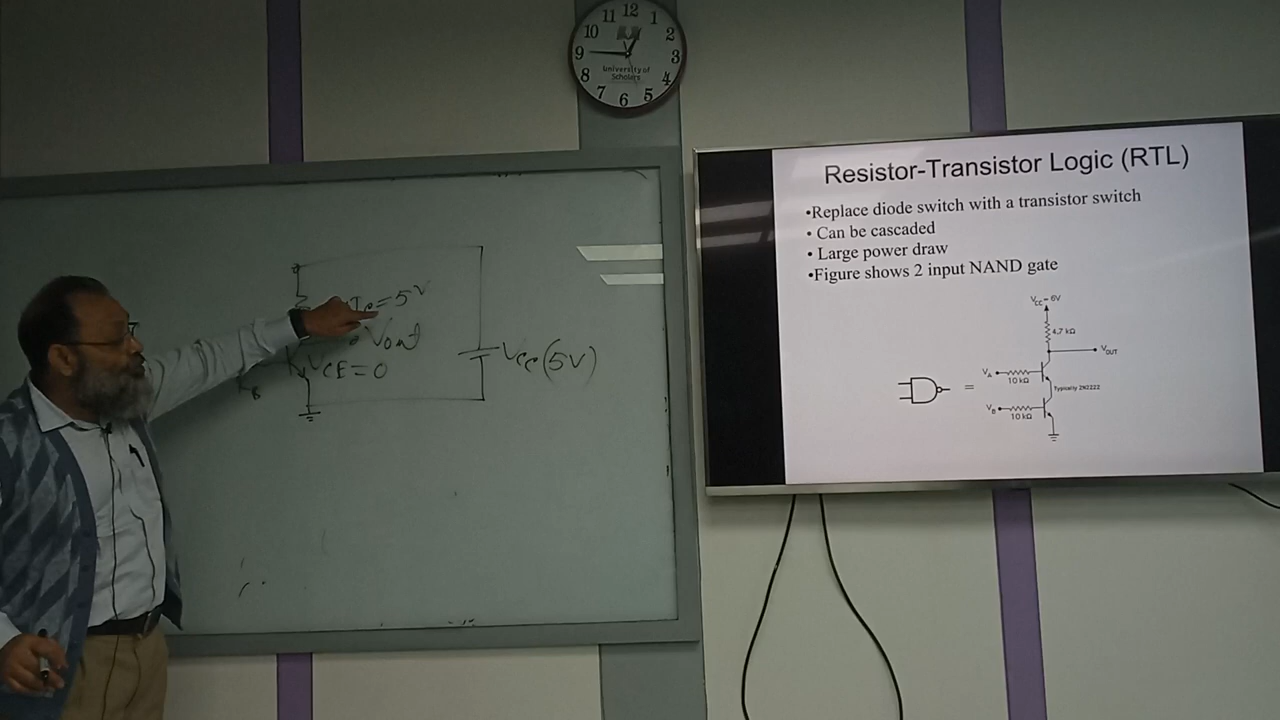 12
11 1
10 2
9 3
University of
Scholars
8 4
7 5
6
=5V
Vout
VCE=0
VCC(5V)
Resistor-Transistor Logic (RTL)
•Replace diode switch with a transistor switch
• Can be cascaded
• Large power draw
•Figure shows 2 input NAND gate
VCC = 6V
4.7 kΩ
VOUT
VA
10 kΩ
=
Typically 2N2222
VB
10 kΩ